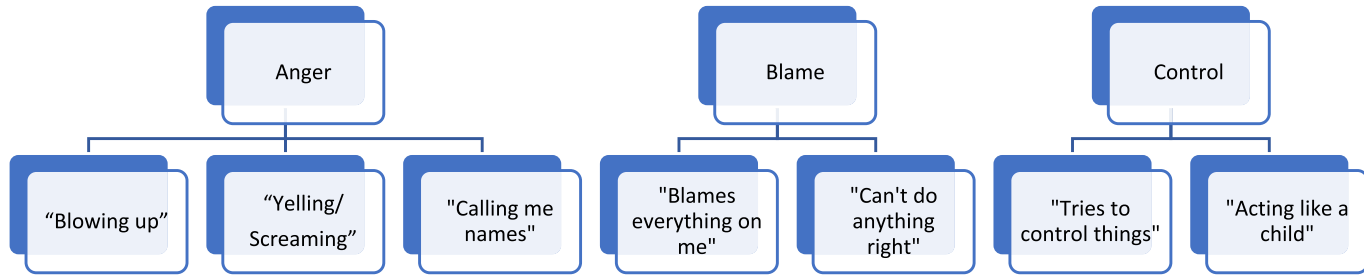 Anger
Blame
Control
“Blowing up”
“Yelling/
Screaming”
"Calling me
names"
"Blames
everything on
me"
"Can't do
anything
right"
"Tries to
control things"
"Acting like a
child"